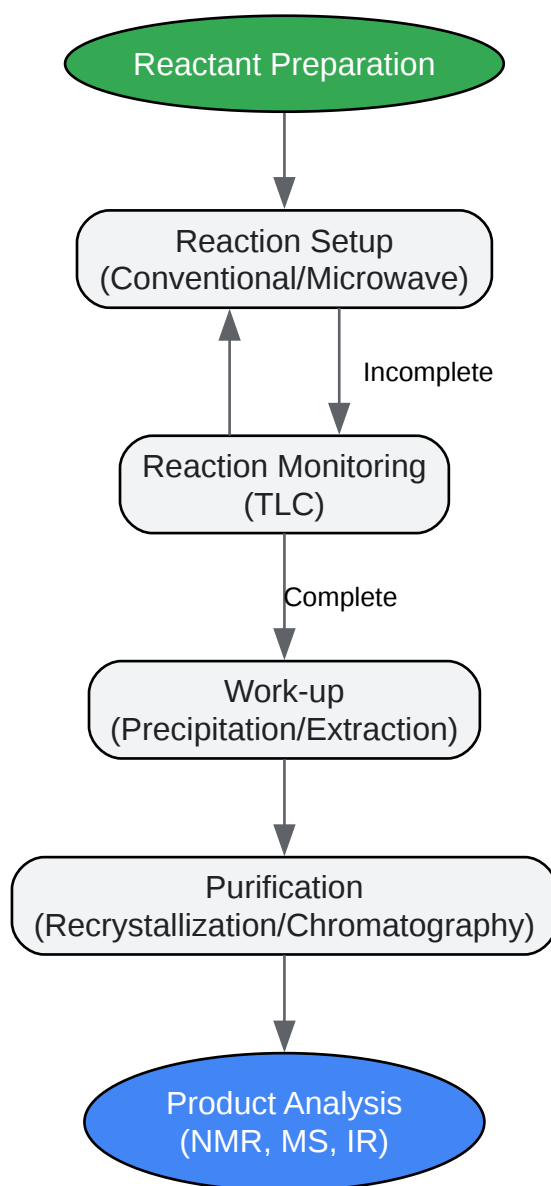 Reactant Preparation
Reaction Setup
(Conventional/Microwave)
Incomplete
Reaction Monitoring
(TLC)
Complete
Work-up
(Precipitation/Extraction)
Purification
(Recrystallization/Chromatography)
Product Analysis
(NMR, MS, IR)